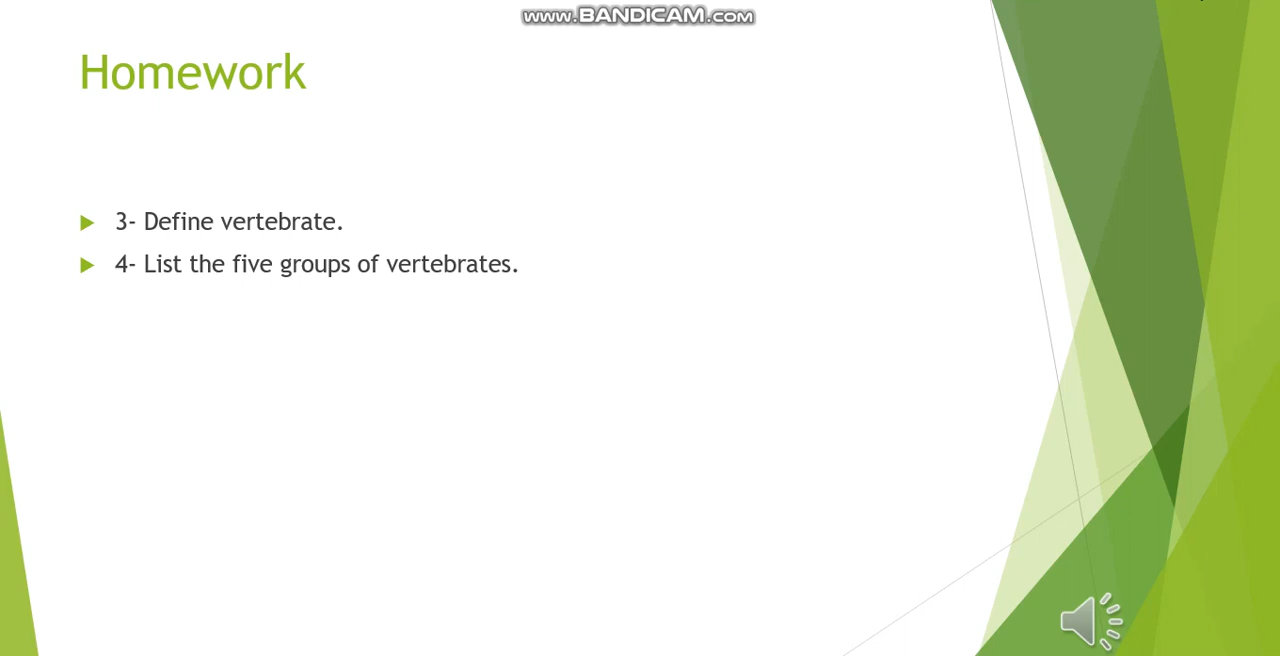 www.BANDICAM.com
Homework
3- Define vertebrate.
4- List the five groups of vertebrates.